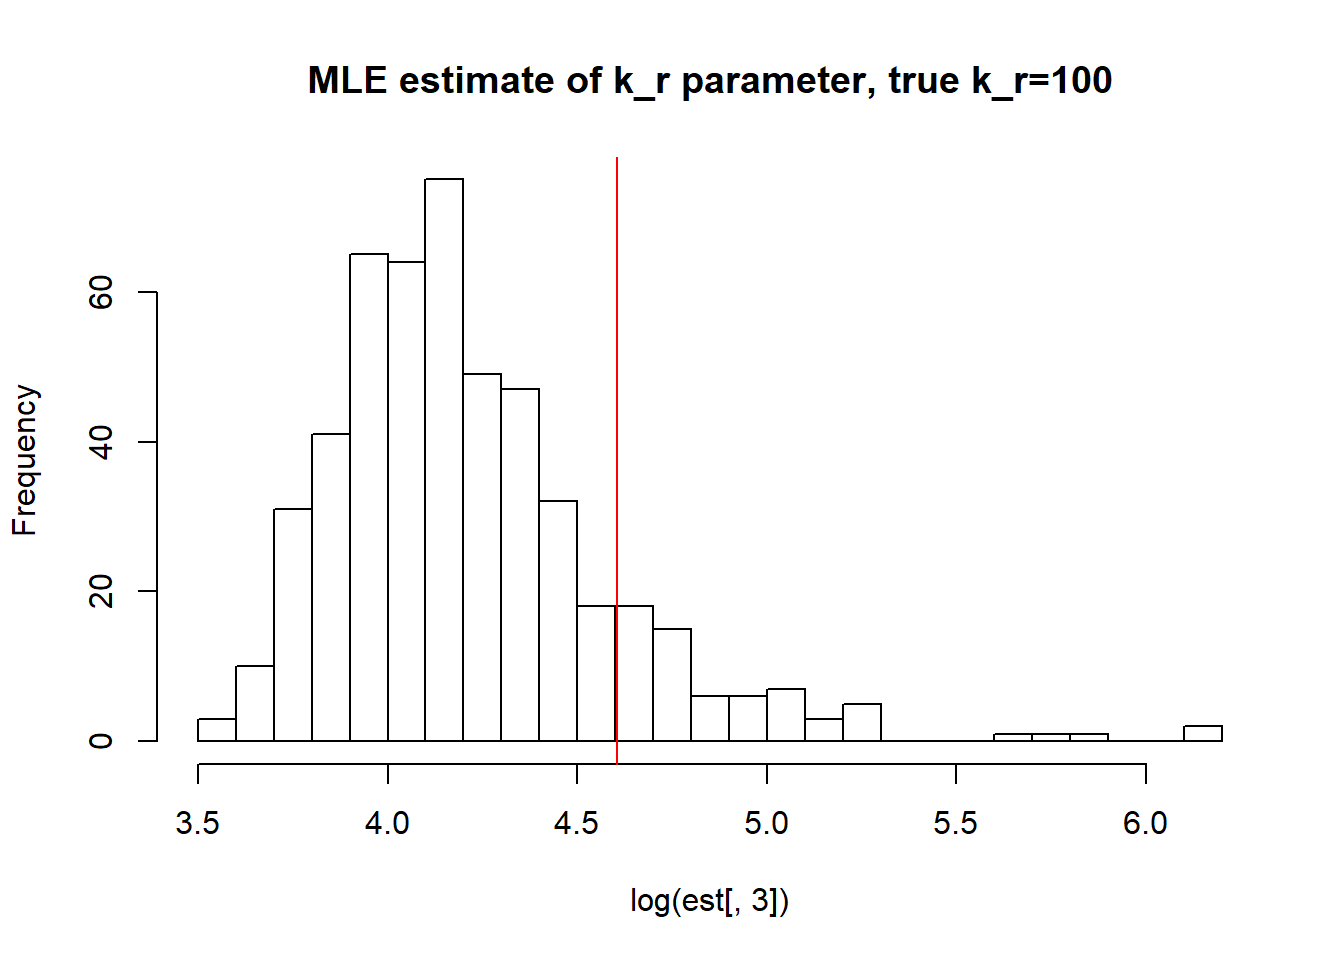 MLE estimate of k_r parameter, true k_r=100
Frequency
60
40
20
0
3.5 4.0 4.5 5.0 5.5 6.0
log(est[, 3])